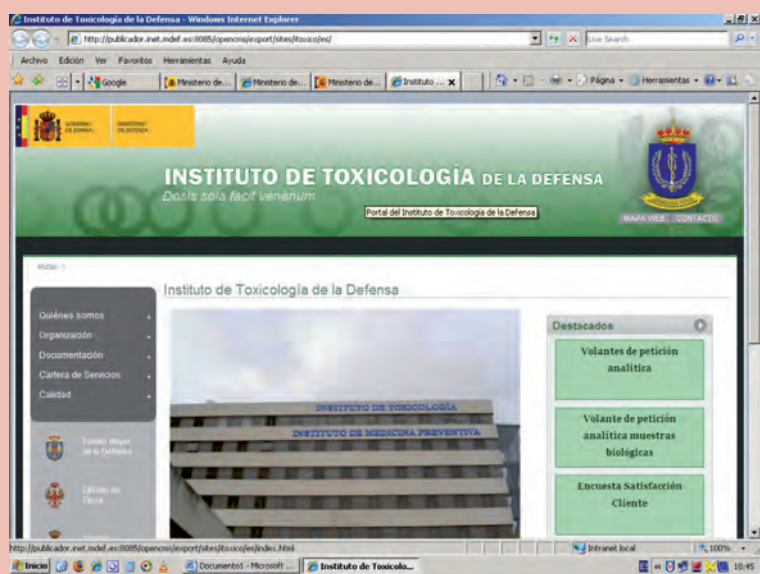 Instituto de Toxicología de la Defensa - Windows Internet Explorer
http://publicador.inet.mdef.es:8085/opencms/export/sites/itoxico/es/
Live Search
Archivo Edición Ver Favoritos Herramientas Ayuda
Google
Ministerio de...
Ministerio de...
Ministerio de...
Instituto ...
Página
Herramientas
GOBIERNO DE ESPAÑA
MINISTERIO DE DEFENSA
INSTITUTO DE TOXICOLOGÍA DE LA DEFENSA
Dosis sola facit venenum
Portal del Instituto de Toxicología de la Defensa
MAPA WEB CONTACTO
Inicio
Instituto de Toxicología de la Defensa
Quiénes somos
Organización
Documentación
Cartera de Servicios
Calidad
Estado Mayor
de la Defensa
Ejército de
Tierra
INSTITUTO DE TOXICOLOGÍA
INSTITUTO DE MEDICINA PREVENTIVA
Destacados
Volantes de petición
analítica
Volante de petición
analítica muestras
biológicas
Encuesta Satisfacción
Cliente
http://publicador.inet.mdef.es:8085/opencms/export/sites/itoxico/es/index.html
Intranet local
100%
Inicio
Documento1 - Microsoft ...
Instituto de Toxicolo...
10:45